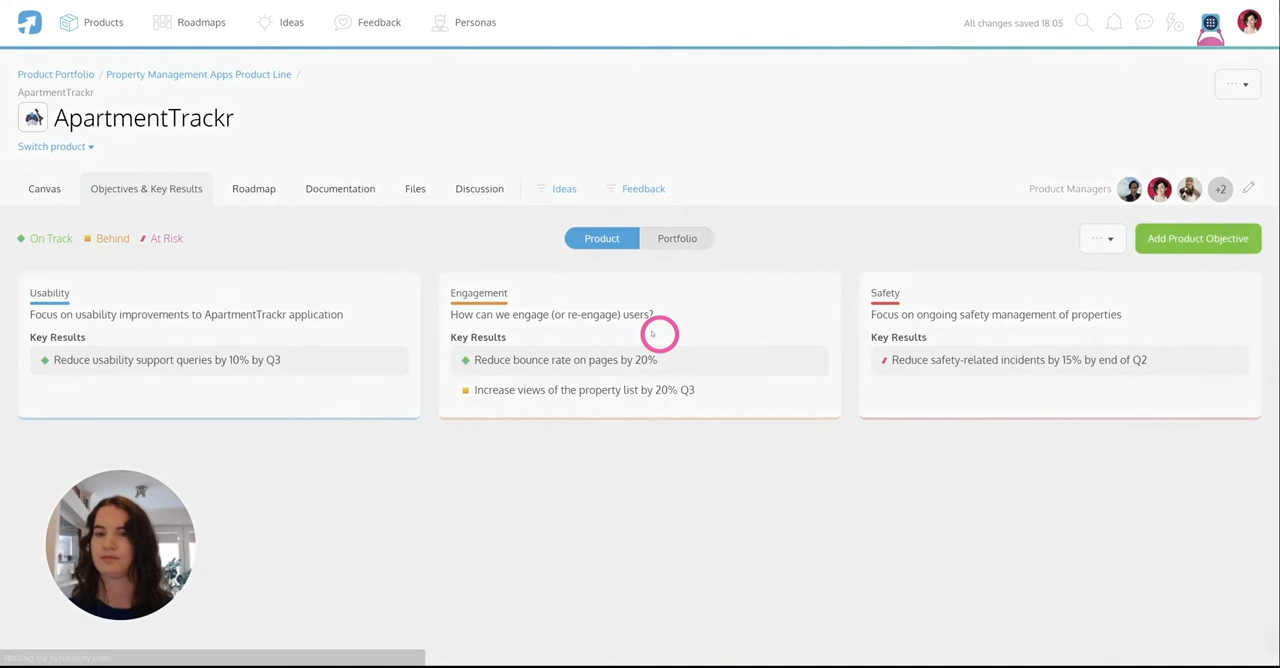 Products Roadmaps Ideas Feedback Personas All changes saved 18:05
Product Portfolio / Property Management Apps Product Line /
ApartmentTrackr
ApartmentTrackr
Switch product
Canvas Objectives & Key Results Roadmap Documentation Files Discussion Ideas Feedback Product Managers +2
On Track Behind At Risk Product Portfolio ... Add Product Objective
Usability
Focus on usability improvements to ApartmentTrackr application
Key Results
Reduce usability support queries by 10% by Q3
Engagement
How can we engage (or re-engage) users?
Key Results
Reduce bounce rate on pages by 20%
Increase views of the property list by 20% Q3
Safety
Focus on ongoing safety management of properties
Key Results
Reduce safety-related incidents by 15% by end of Q2